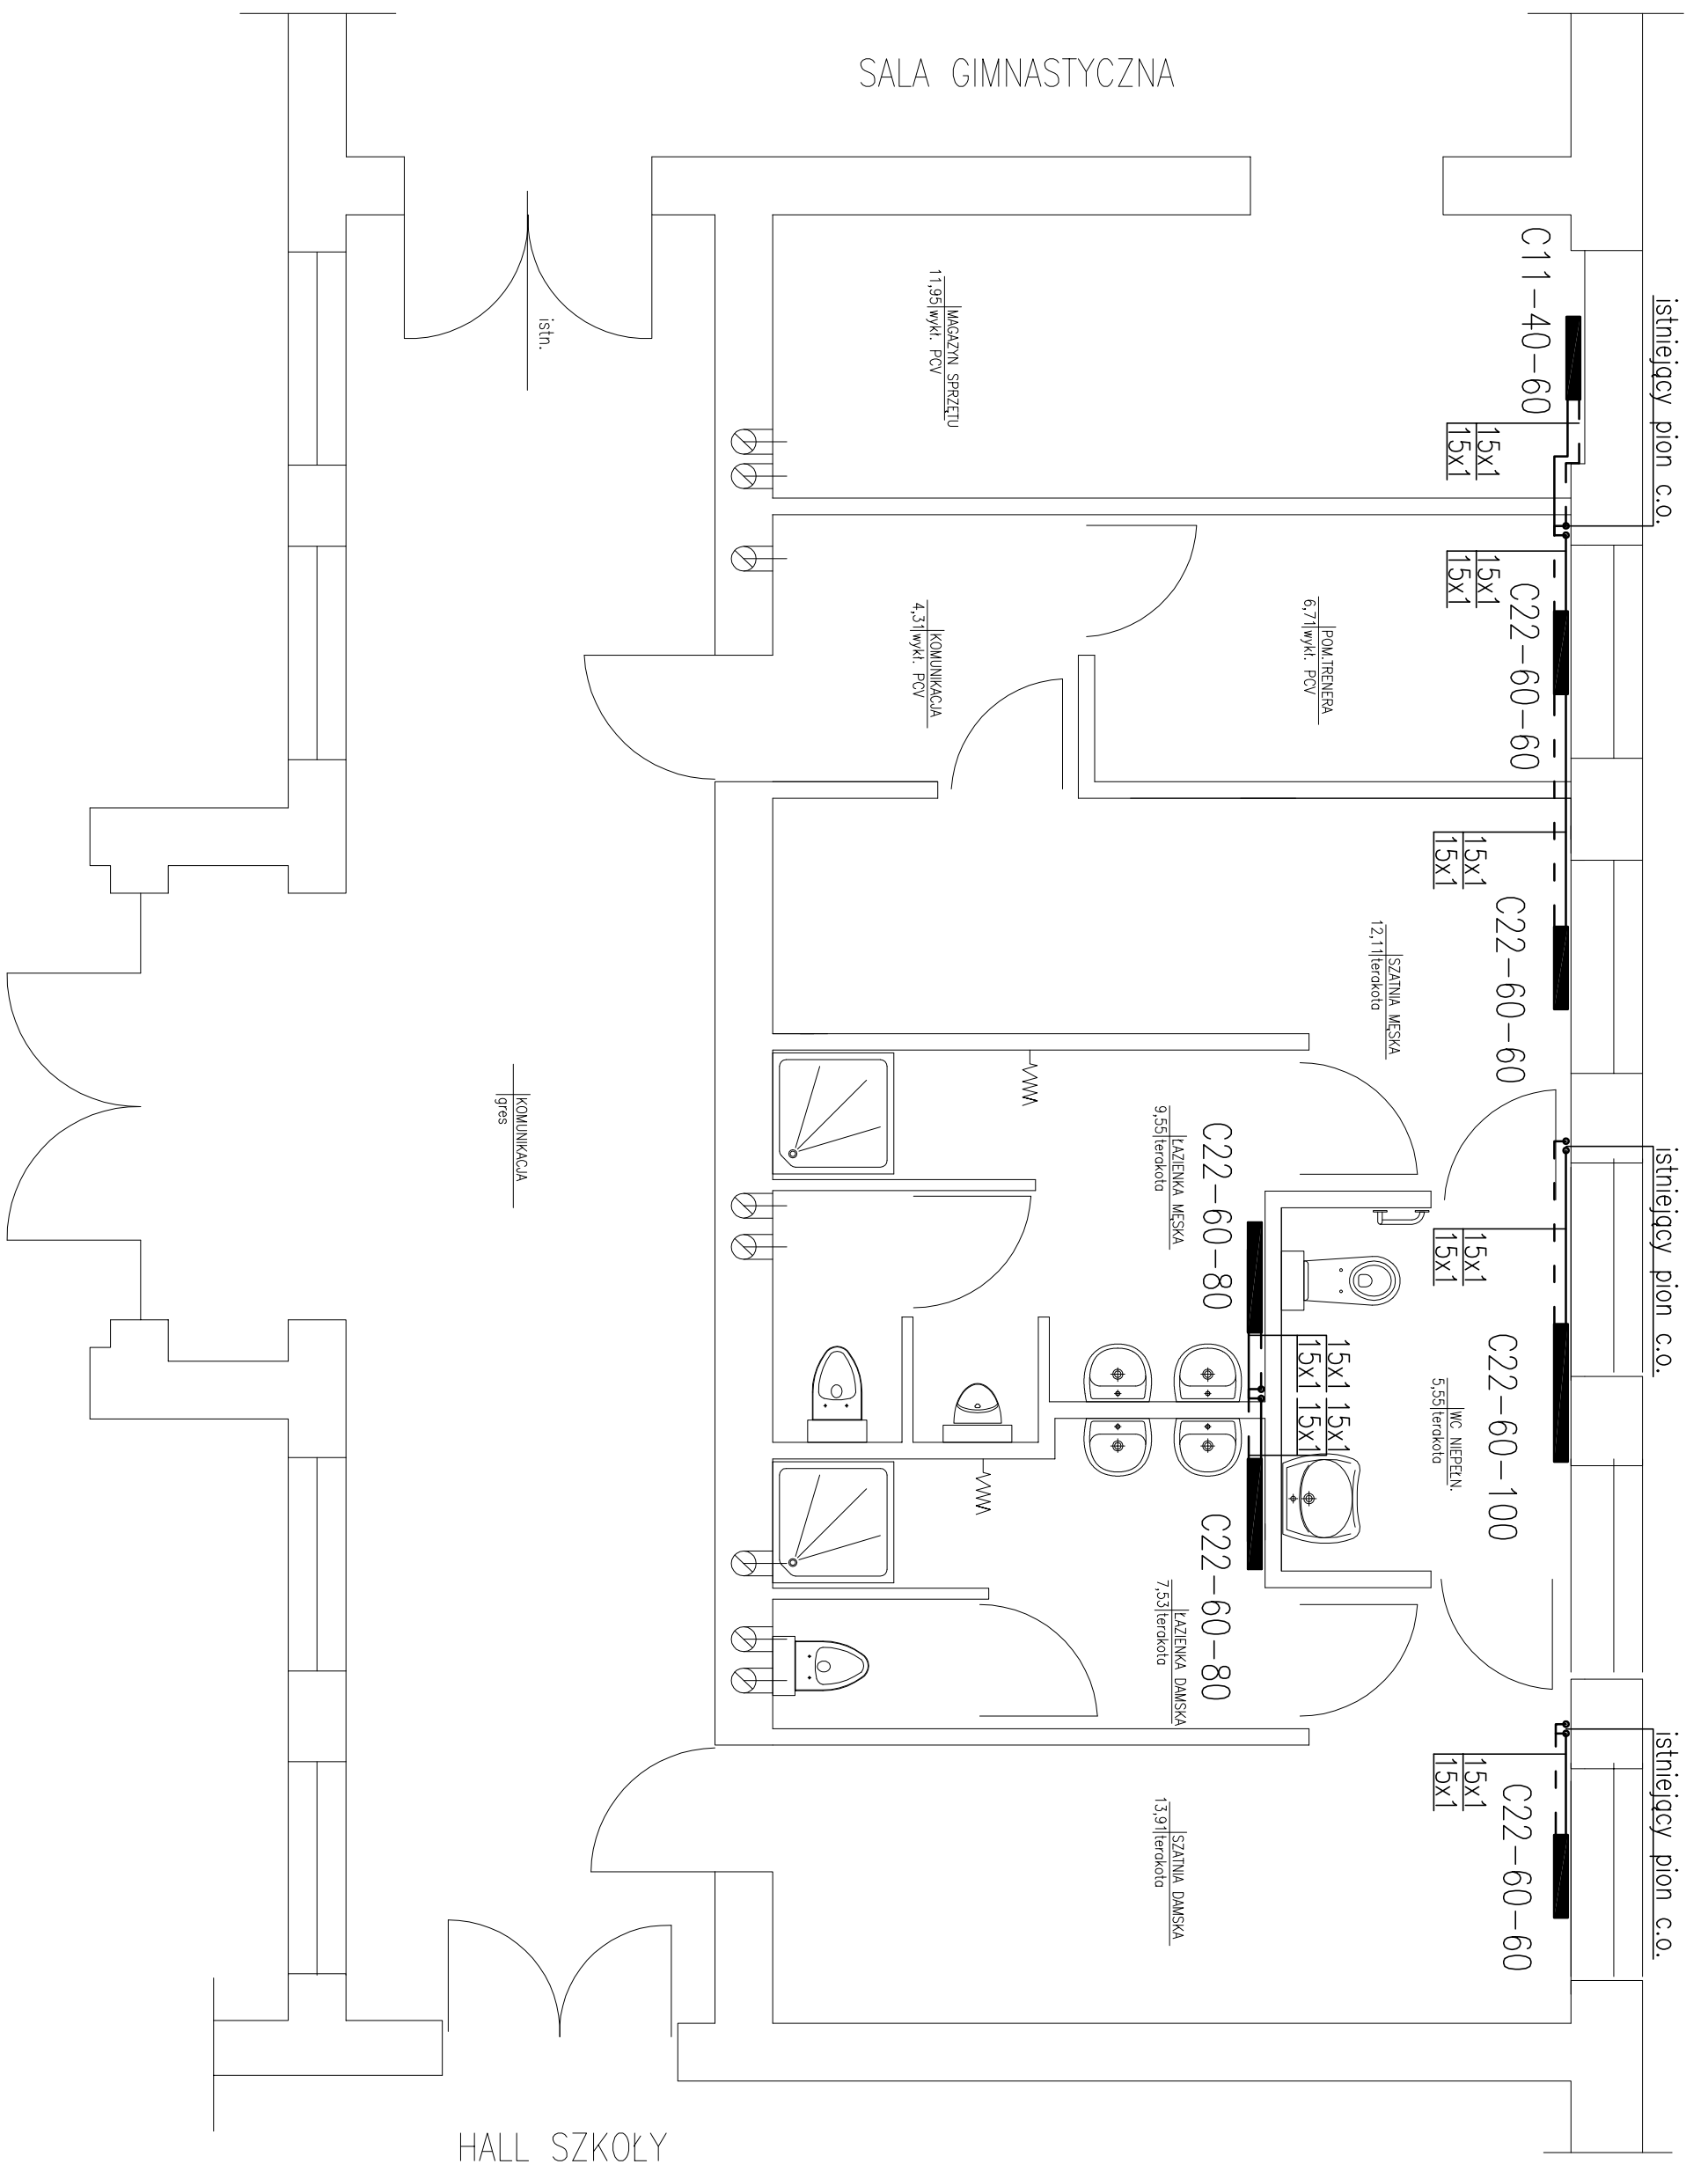 SALA GIMNASTYCZNA
istniejący pion c.o.
C11-40-60
15x1
15x1
11,95 MAGAZYN SPRZĘTU
wykł. PCV
istn.
15x1
15x1
C22-60-60
6,71 POM.TRENERA
wykł. PCV
4,31 KOMUNIKACJA
wykł. PCV
15x1
15x1
C22-60-60
12,11 SZATNIA MĘSKA
terakota
istniejący pion c.o.
15x1
15x1
C22-60-100
5,55 WC NIEPEŁN.
terakota
C22-60-80
9,55 ŁAZIENKA MĘSKA
terakota
15x1 15x1
15x1 15x1
C22-60-80
7,53 ŁAZIENKA DAMSKA
terakota
KOMUNIKACJA
gres
istniejący pion c.o.
15x1
15x1
C22-60-60
13,91 SZATNIA DAMSKA
terakota
HALL SZKOŁY